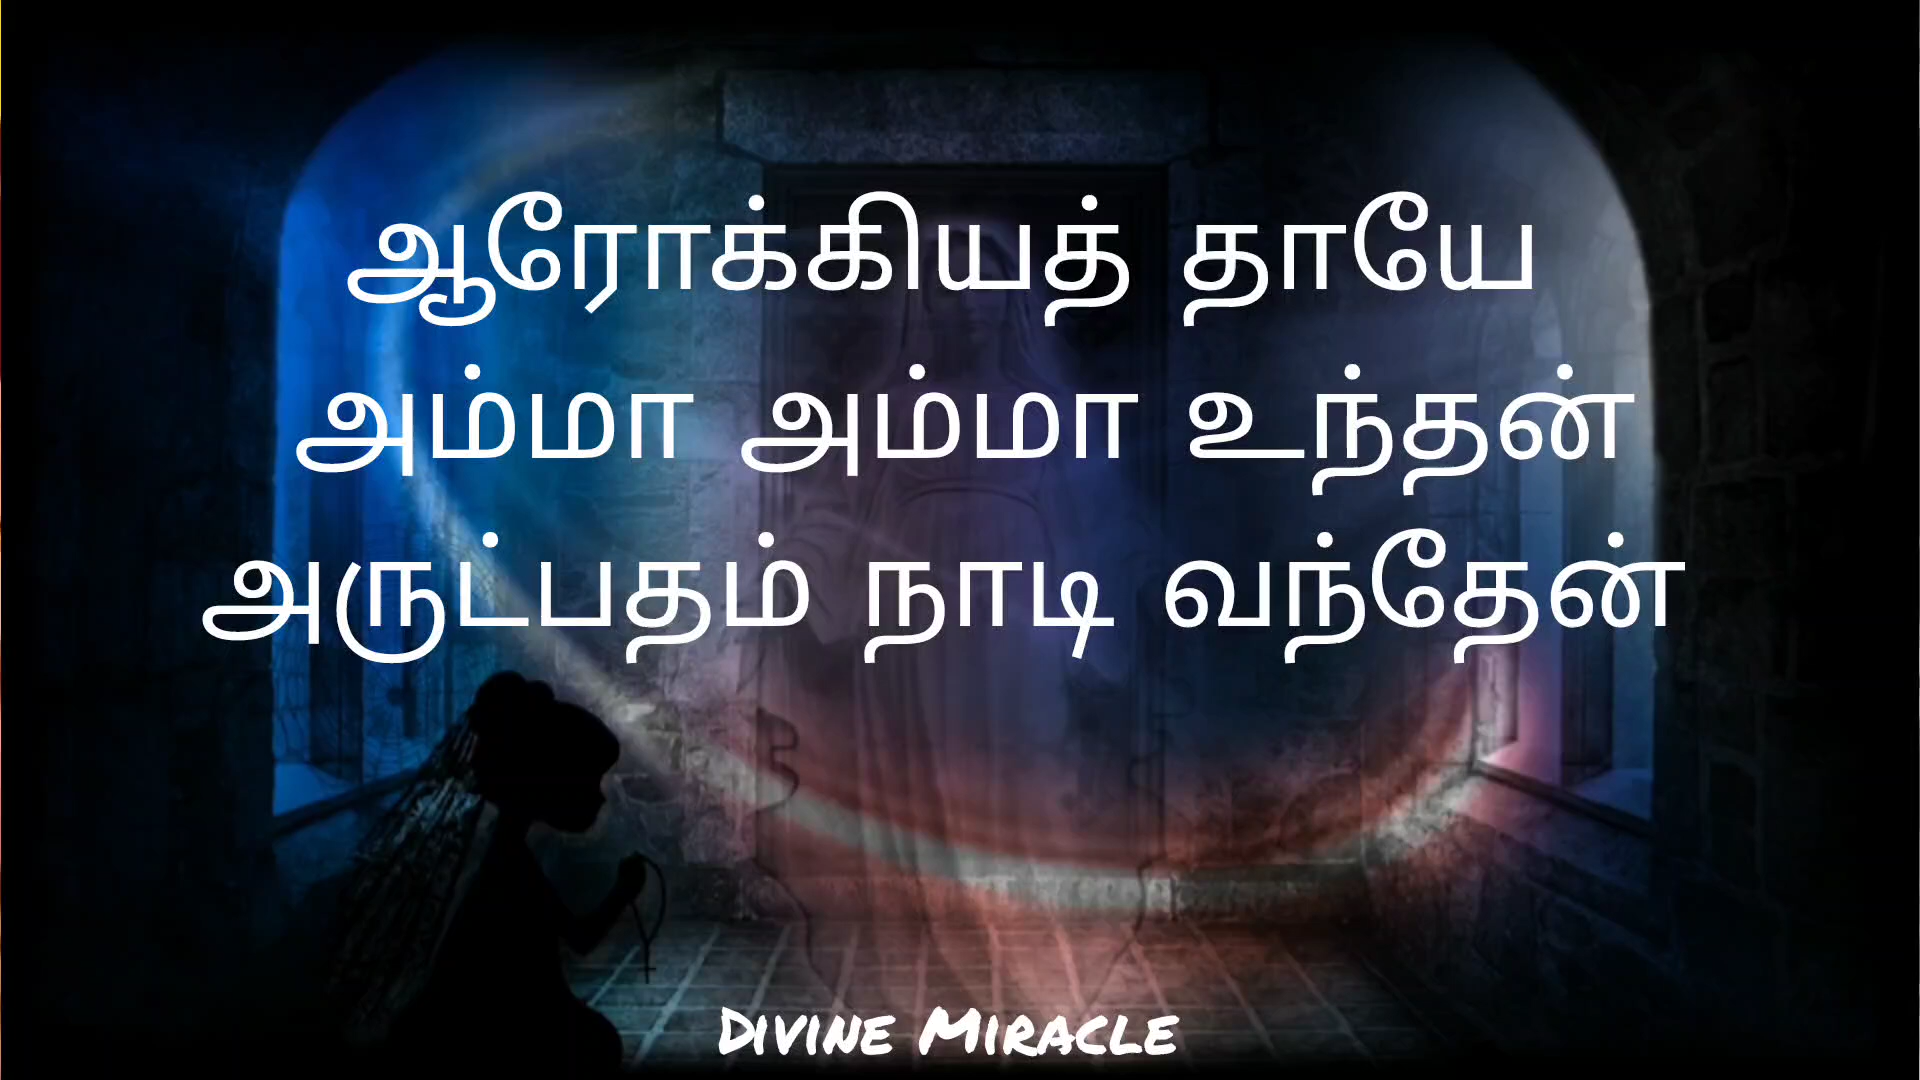 ஆரோக்கியத் தாயே
அம்மா அம்மா உந்தன்
அருட்பதம் நாடி வந்தேன்
Divine Miracle